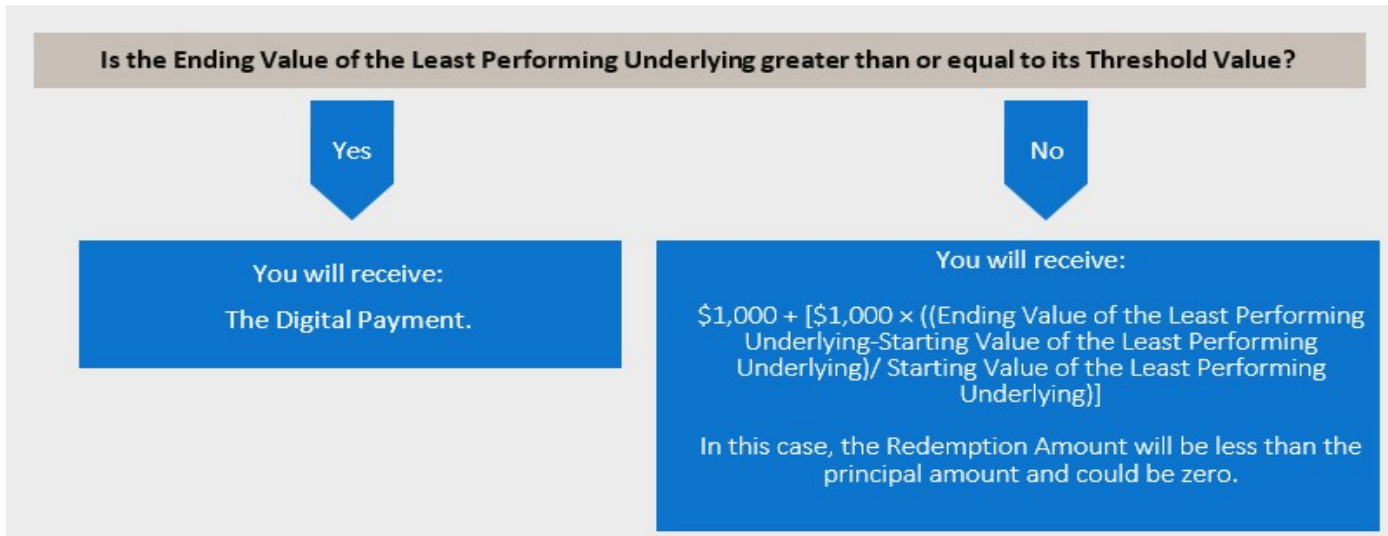 Is the Ending Value of the Least Performing Underlying greater than or equal to its Threshold Value?
Yes
No
You will receive:
The Digital Payment.
You will receive:
$1,000 + [$1,000 × ((Ending Value of the Least Performing
Underlying-Starting Value of the Least Performing
Underlying)/ Starting Value of the Least Performing
Underlying)]
In this case, the Redemption Amount will be less than the
principal amount and could be zero.